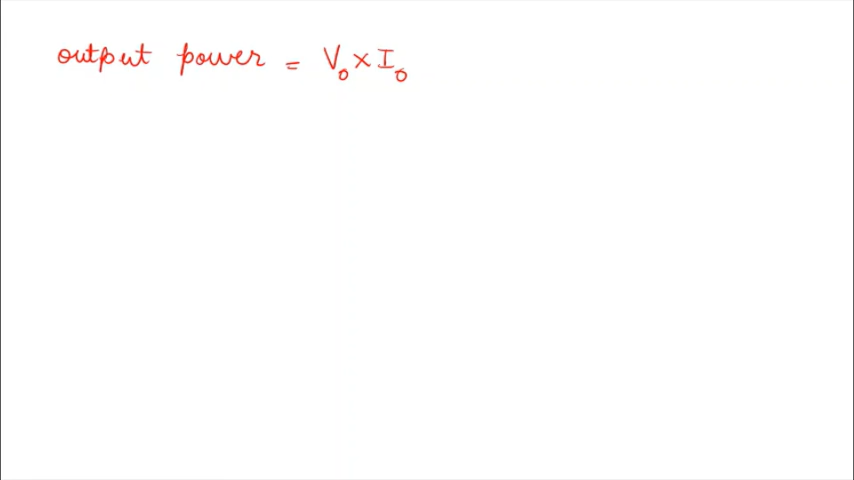 output power = V₀ × I₀